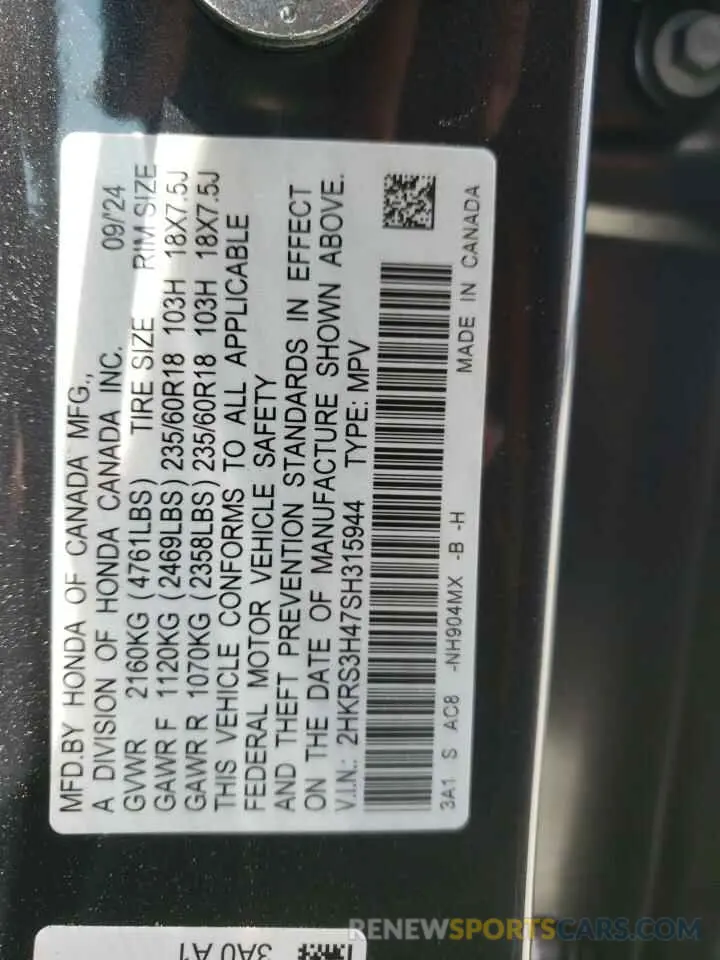 MFD.BY HONDA OF CANADA MFG.,
A DIVISION OF HONDA CANADA INC. 09/'24
GVWR 2160KG (4761LBS) TIRE SIZE RIM SIZE
GAWR F 1120KG (2469LBS) 235/60R18 103H 18X7.5J
GAWR R 1070KG (2358LBS) 235/60R18 103H 18X7.5J
THIS VEHICLE CONFORMS TO ALL APPLICABLE
FEDERAL MOTOR VEHICLE SAFETY
AND THEFT PREVENTION STANDARDS IN EFFECT
ON THE DATE OF MANUFACTURE SHOWN ABOVE.
V.I.N.: 2HKRS3H47SH315944 TYPE: MPV
3A1 S AC8 -NH904MX -B -H MADE IN CANADA
3A0 A1
RENEWSPORTSCARS.COM